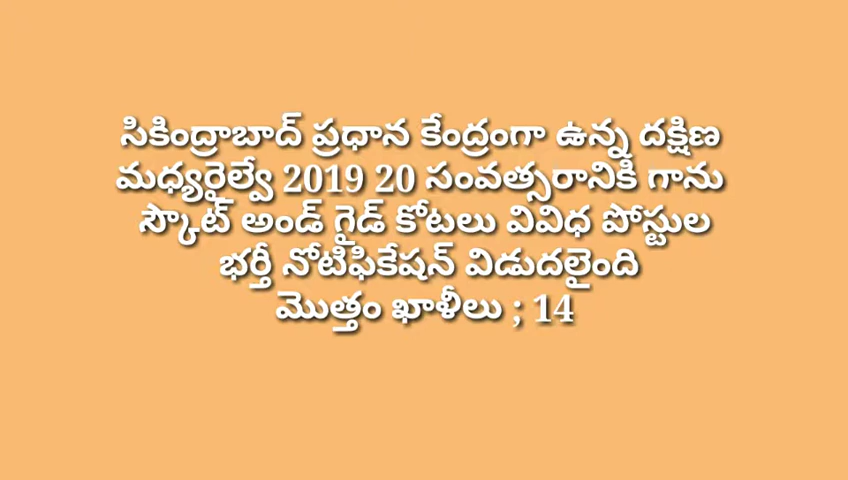 సికింద్రాబాద్ ప్రధాన కేంద్రంగా ఉన్న దక్షిణ
మధ్యరైల్వే 2019 20 సంవత్సరానికి గాను
స్కౌట్ అండ్ గైడ్ కోటలు వివిధ పోస్టుల
భర్తీ నోటిఫికేషన్ విడుదలైంది
మొత్తం ఖాళీలు ; 14